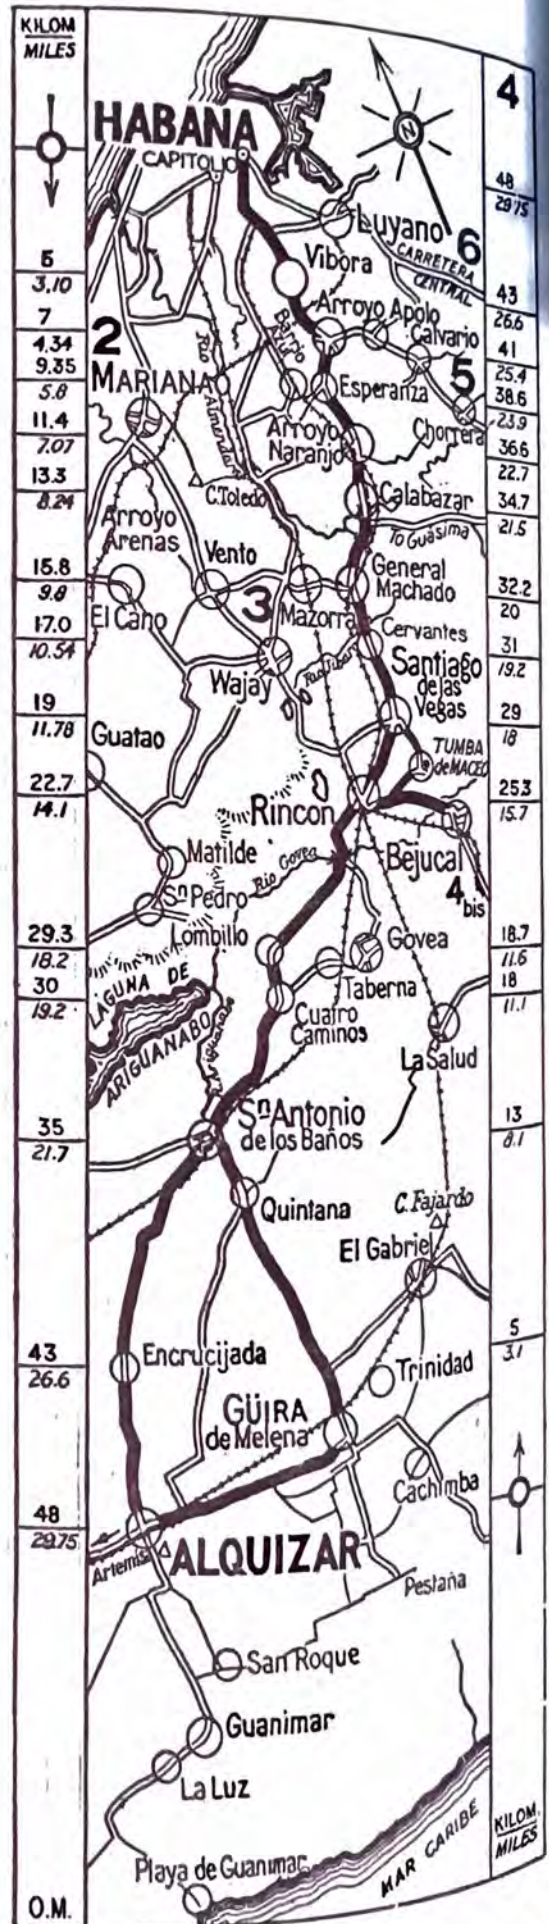 KILOM
MILES
4
HABANA
CAPITOLIO
N
48
29.75
Luyano
6
CARRETERA
CENTRAL
5
3.10
Vibora
43
26.6
7
4.34
Arroyo Apolo
Calvario
41
25.4
2
MARIANAO
Rio
Almendares
Barrio
Azul
Esperanza
5
38.6
23.9
9.35
5.8
11.4
7.07
Arroyo
Naranjo
Chorrera
36.6
22.7
13.3
8.24
C. Toledo
Calabazar
34.7
21.5
To Guasima
Arroyo
Arenas
Vento
General
Machado
15.8
9.8
El Cano
3
Mazorra
32.2
20
17.0
10.54
Cervantes
31
19.2
Wajay
Santiago
de las
Vegas
19
11.78
29
18
Guatao
TUMBA
de MACEO
22.7
14.1
Rincon
253
15.7
Matilde
Rio Govea
Bejucal
4 bis
Sn Pedro
29.3
18.2
Lombillo
Govea
18.7
11.6
30
19.2
LAGUNA DE
ARIGUANABO
Taberna
18
11.1
Cuatro
Caminos
La Salud
35
21.7
Sn Antonio
de los Baños
13
8.1
Quintana
C. Fajardo
El Gabriel
43
26.6
Encrucijada
Trinidad
5
3.1
GÜIRA
de Melena
Cachimba
48
29.75
Artemisa
ALQUIZAR
Pestaña
San Roque
Guanimar
La Luz
Playa de Guanimar
MAR CARIBE
KILOM.
MILES
O.M.